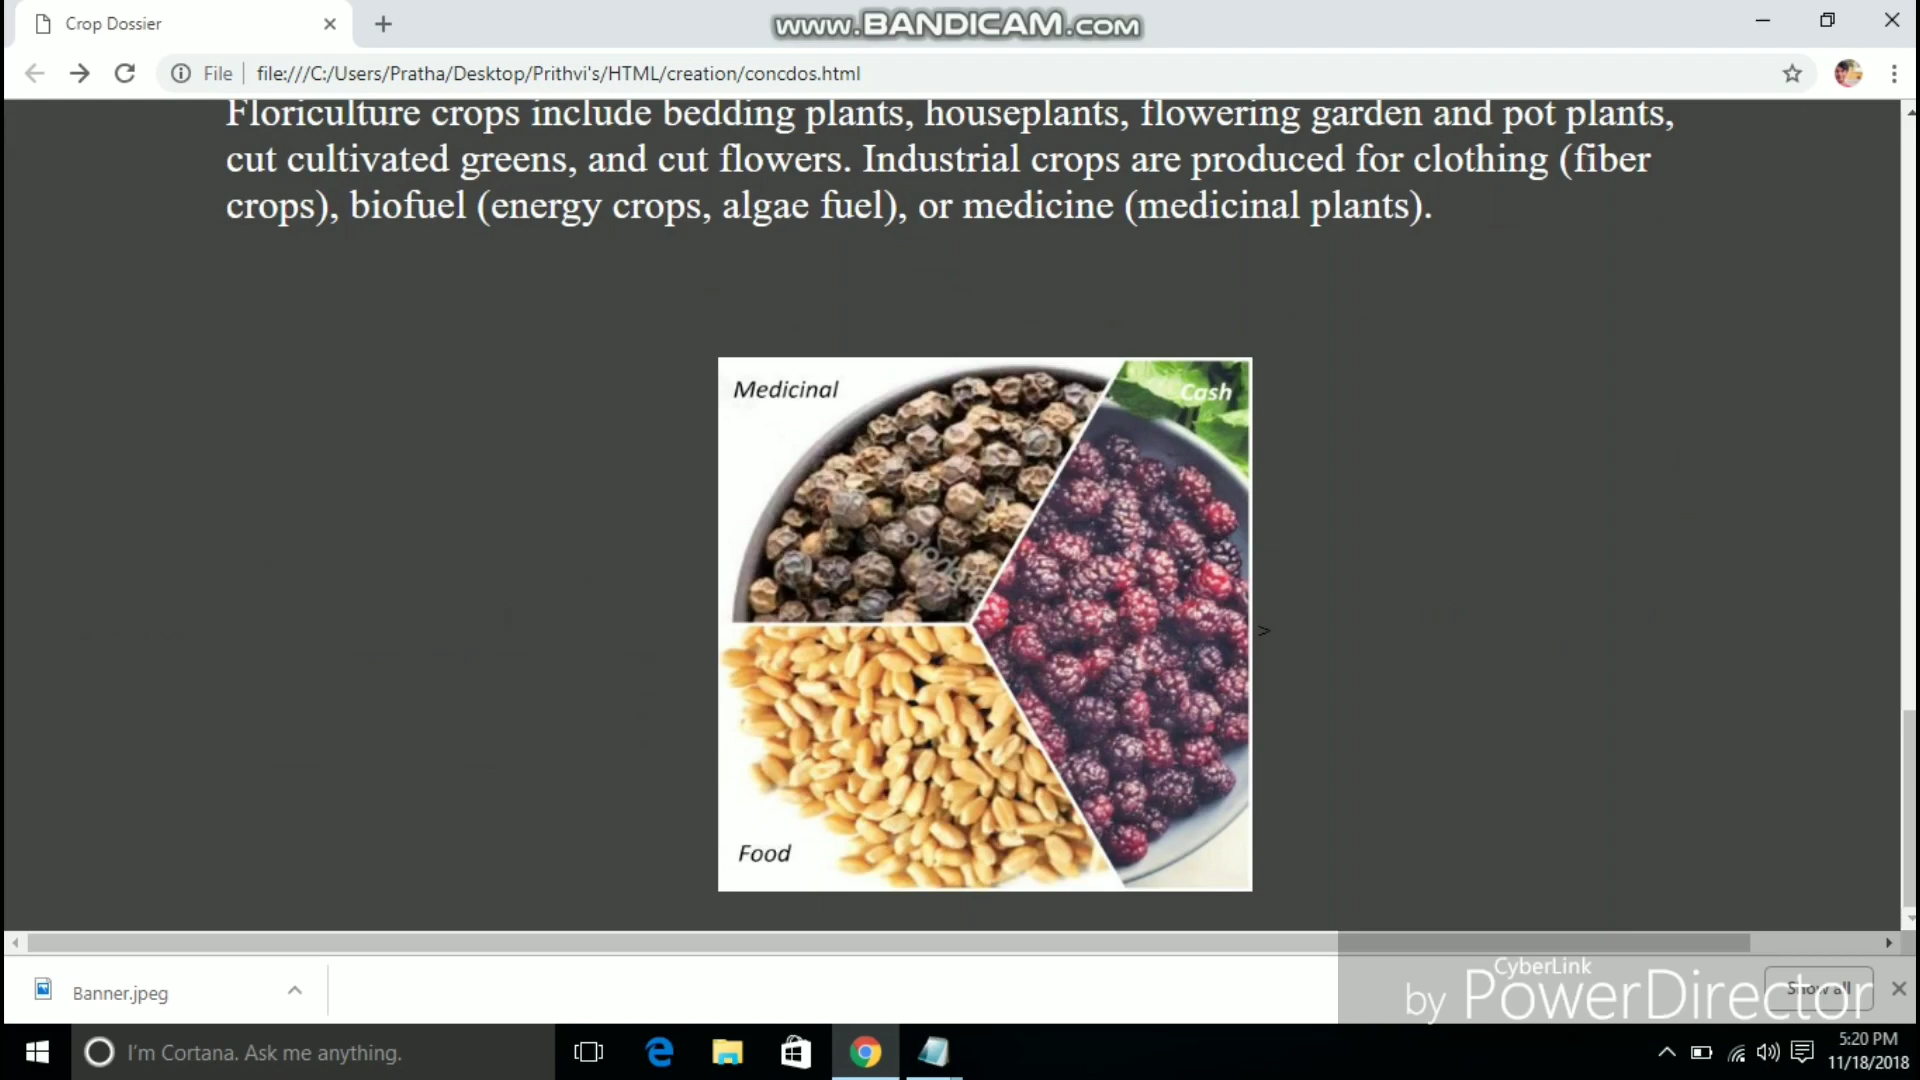 Crop Dossier
www.BANDICAM.com
File
file:///C:/Users/Pratha/Desktop/Prithvi's/HTML/creation/concdos.html
Floriculture crops include bedding plants, houseplants, flowering garden and pot plants,
cut cultivated greens, and cut flowers. Industrial crops are produced for clothing (fiber
crops), biofuel (energy crops, algae fuel), or medicine (medicinal plants).
Medicinal
Cash
>
Food
Banner.jpeg
Show all
CyberLink
by PowerDirector
I'm Cortana. Ask me anything.
5:20 PM
11/18/2018